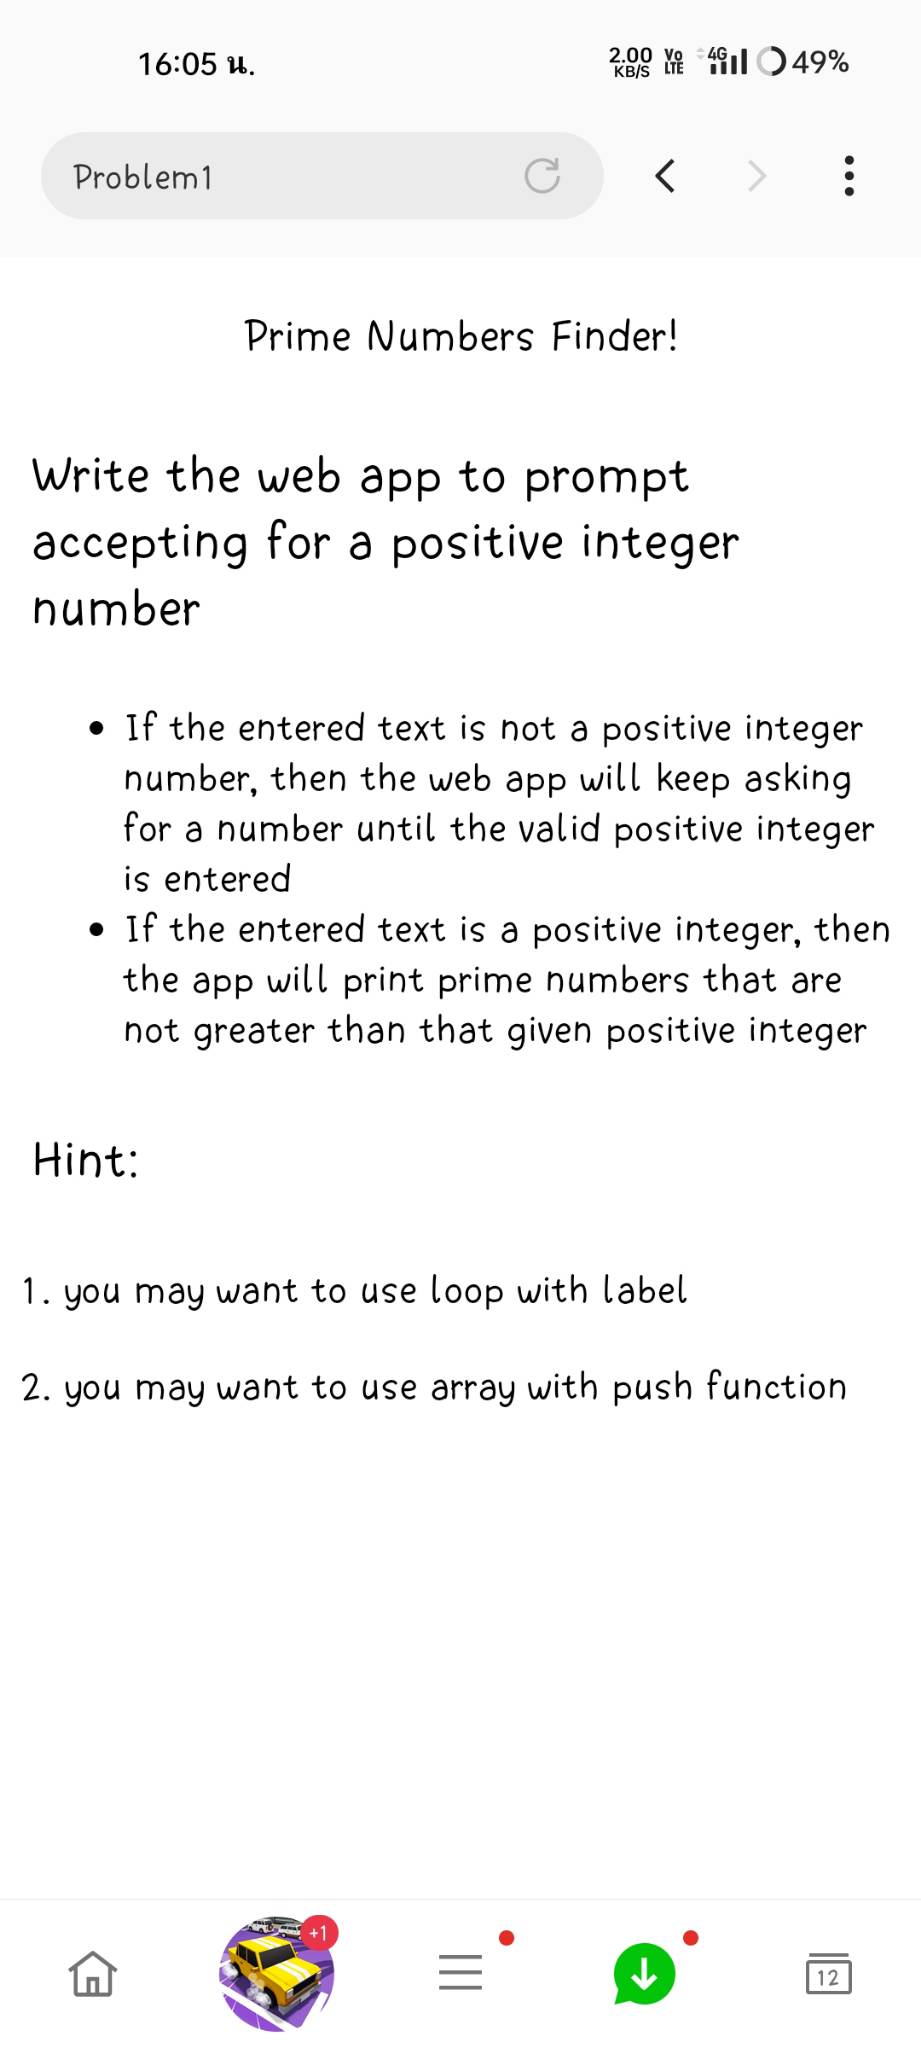 16:05 น.
2.00 KB/S Vo LTE 4G 49%
Problem1
Prime Numbers Finder!
Write the web app to prompt
accepting for a positive integer
number
• If the entered text is not a positive integer
number, then the web app will keep asking
for a number until the valid positive integer
is entered
• If the entered text is a positive integer, then
the app will print prime numbers that are
not greater than that given positive integer
Hint:
1. you may want to use loop with label
2. you may want to use array with push function
+1
12